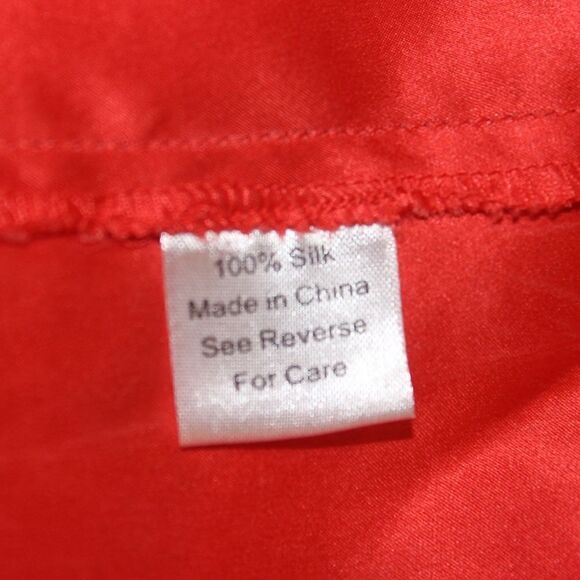 100% Silk
Made in China
See Reverse
For Care